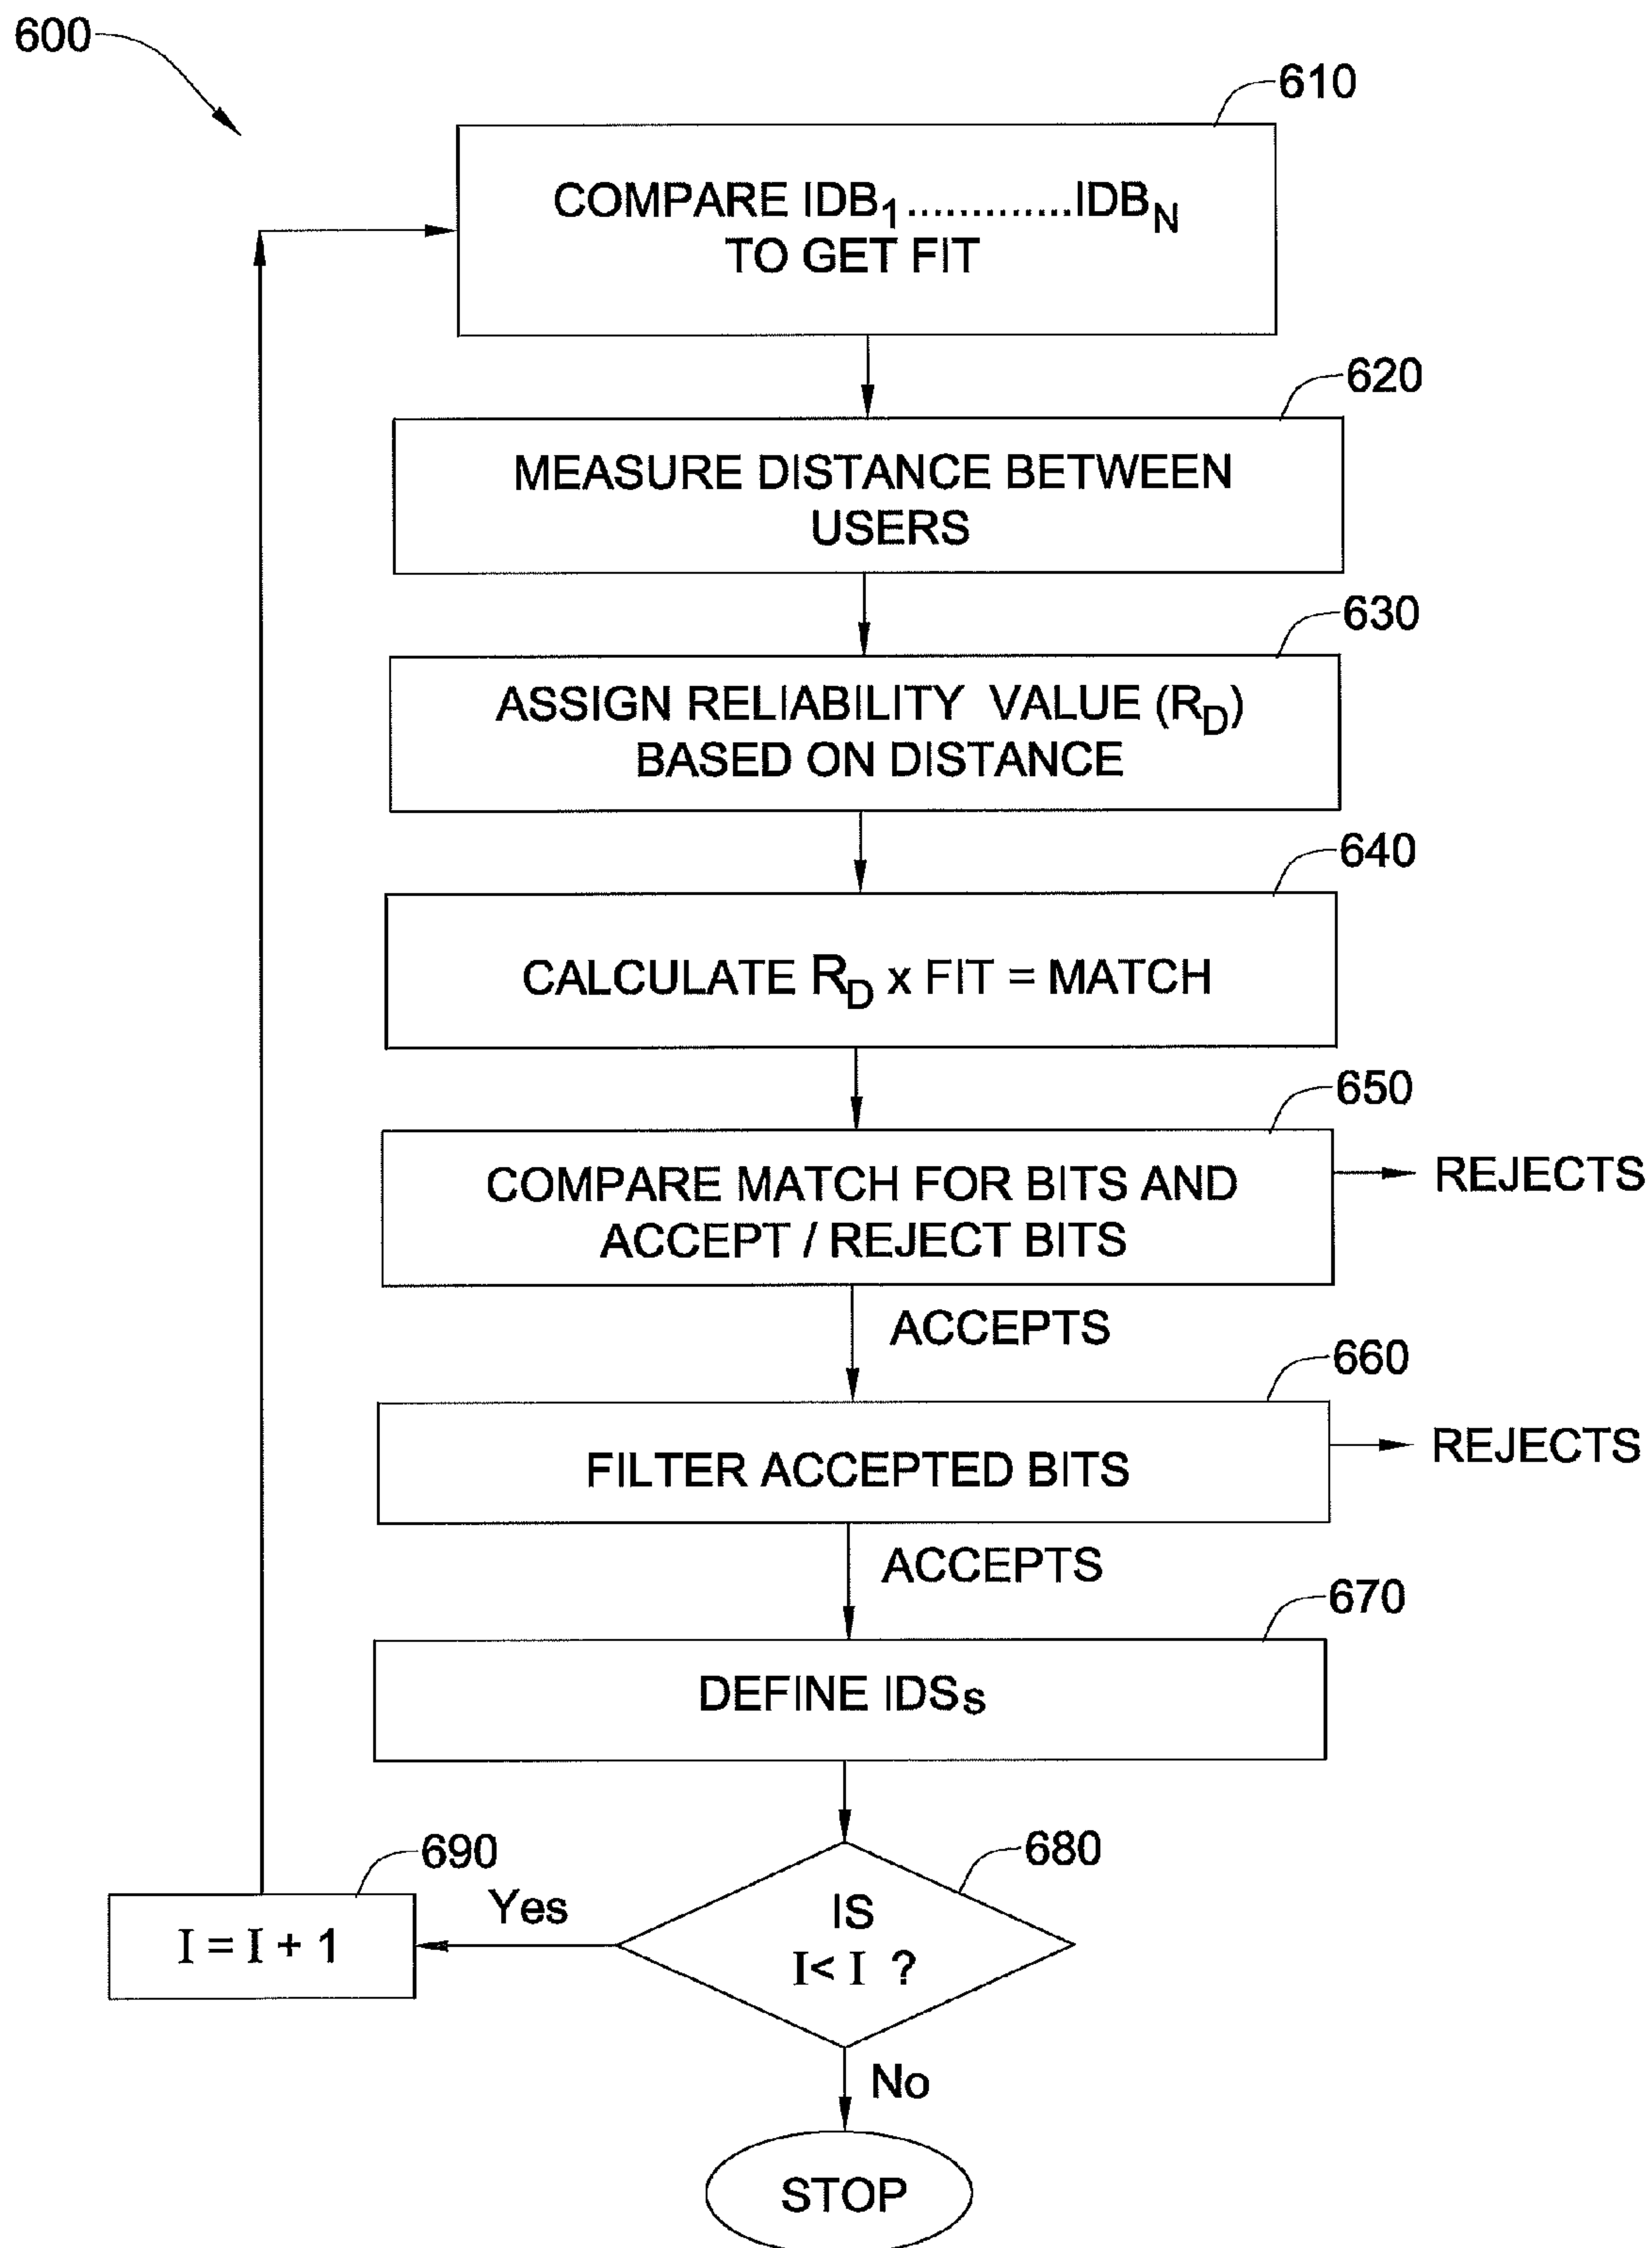 600
610
COMPARE IDB1.............IDBN
TO GET FIT
620
MEASURE DISTANCE BETWEEN
USERS
630
ASSIGN RELIABILITY VALUE (RD)
BASED ON DISTANCE
640
CALCULATE RD x FIT = MATCH
650
COMPARE MATCH FOR BITS AND
ACCEPT / REJECT BITS
REJECTS
ACCEPTS
660
FILTER ACCEPTED BITS
REJECTS
ACCEPTS
670
DEFINE IDSs
680
IS
I< I ?
Yes
690
I = I + 1
No
STOP